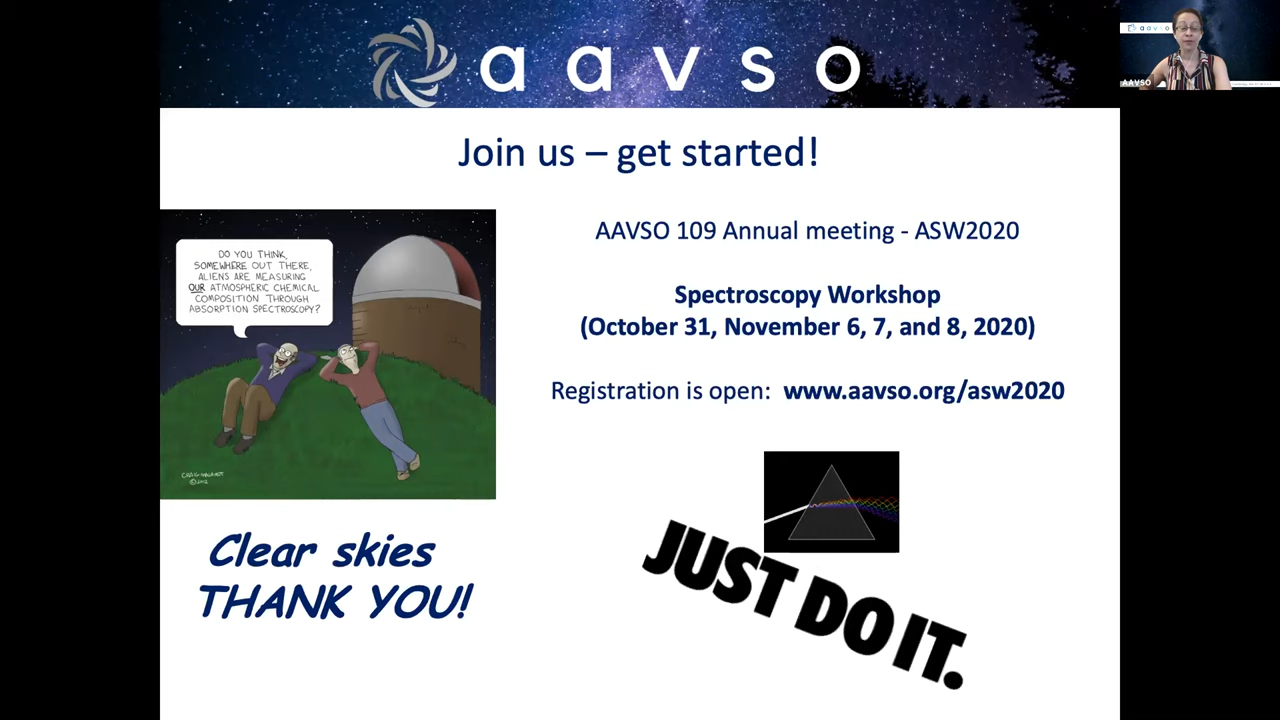 aavso
aavso
AAVSO
Join us – get started!
DO YOU THINK,
SOMEWHERE OUT THERE,
ALIENS ARE MEASURING
OUR ATMOSPHERIC CHEMICAL
COMPOSITION THROUGH
ABSORPTION SPECTROSCOPY?
AAVSO 109 Annual meeting - ASW2020
Spectroscopy Workshop
(October 31, November 6, 7, and 8, 2020)
Registration is open: www.aavso.org/asw2020
Clear skies
THANK YOU!
JUST DO IT.